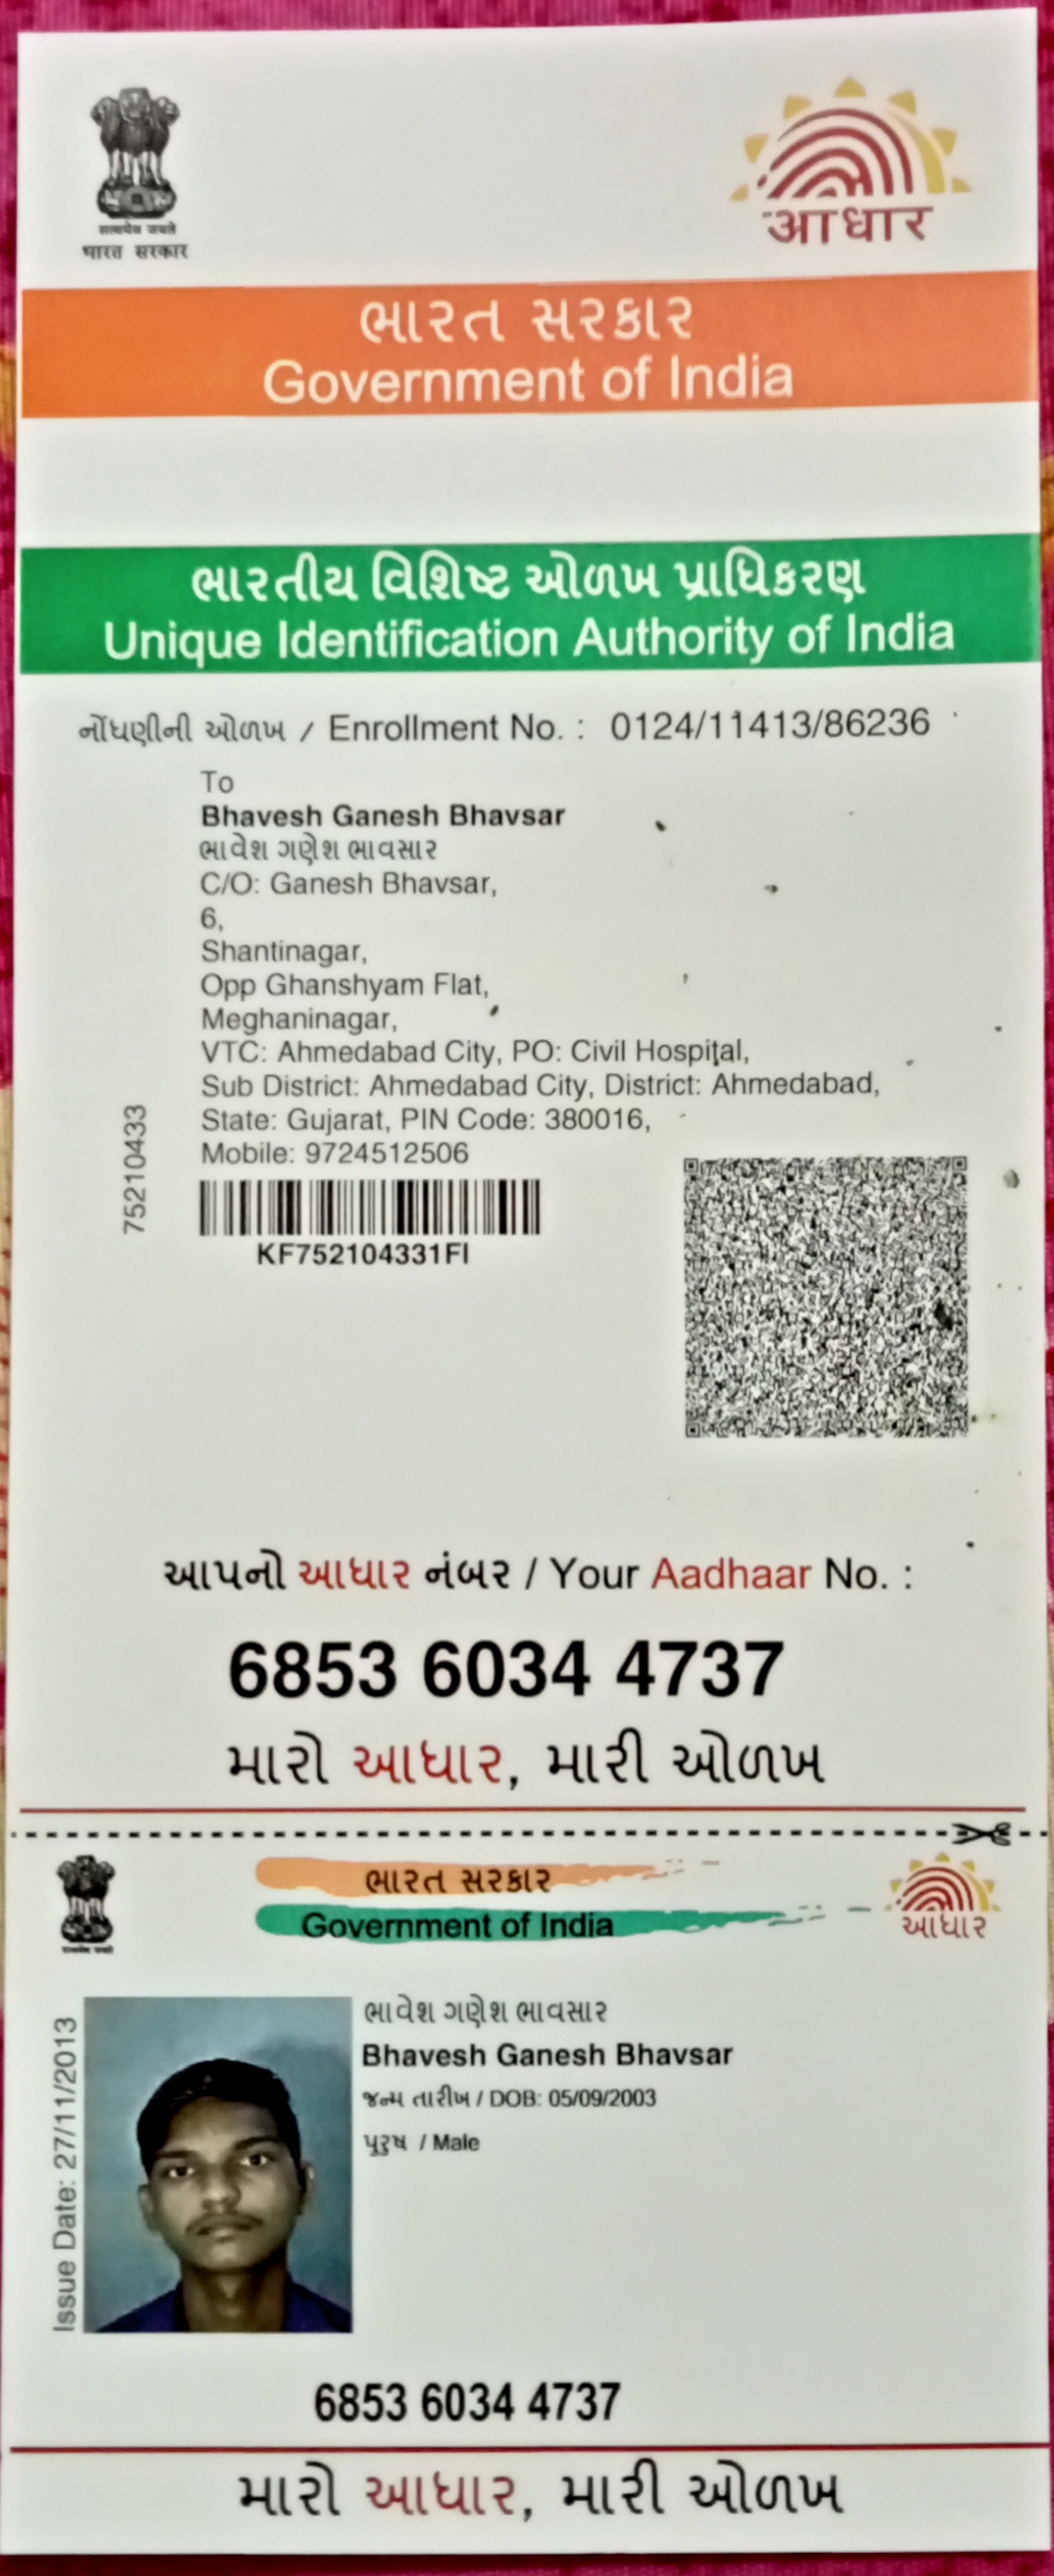 सत्यमेव जयते
भारत सरकार
आधार
ભારત સરકાર
Government of India
ભારતીય વિશિષ્ટ ઓળખ પ્રાધિકરણ
Unique Identification Authority of India
નોંધણીની ઓળખ / Enrollment No. : 0124/11413/86236
To
Bhavesh Ganesh Bhavsar
ભાવેશ ગણેશ ભાવસાર
C/O: Ganesh Bhavsar,
6,
Shantinagar,
Opp Ghanshyam Flat,
Meghaninagar,
VTC: Ahmedabad City, PO: Civil Hospital,
Sub District: Ahmedabad City, District: Ahmedabad,
State: Gujarat, PIN Code: 380016,
Mobile: 9724512506
75210433
KF752104331FI
આપનો આધાર નંબર / Your Aadhaar No. :
6853 6034 4737
મારો આધાર, મારી ઓળખ
ભારત સરકાર
Government of India
આધાર
Issue Date: 27/11/2013
ભાવેશ ગણેશ ભાવસાર
Bhavesh Ganesh Bhavsar
જન્મ તારીખ / DOB: 05/09/2003
પુરુષ / Male
6853 6034 4737
મારો આધાર, મારી ઓળખ